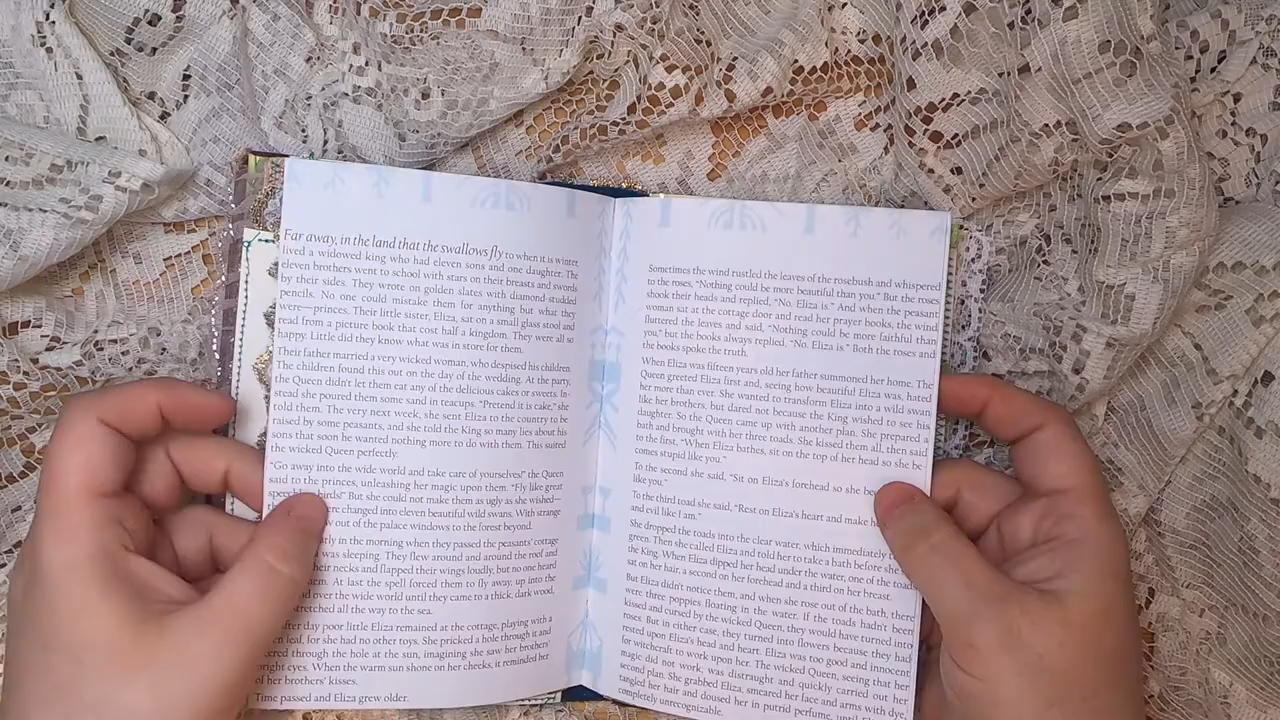 Far away, in the land that the swallows fly to when it is winter,
lived a widowed king who had eleven sons and one daughter. The
eleven brothers went to school with stars on their breasts and swords
by their sides. They wrote on golden slates with diamond-studded
pencils. No one could mistake them for anything but what they
were—princes. Their little sister, Eliza, sat on a small glass stool and
read from a picture book that cost half a kingdom. They were all so
happy. Little did they know what was in store for them.
Their father married a very wicked woman, who despised his children.
The children found this out on the day of the wedding. At the party,
the Queen didn't let them eat any of the delicious cakes or sweets. In-
stead she poured them some sand in teacups. "Pretend it is cake," she
told them. The very next week, she sent Eliza to the country to be
raised by some peasants, and she told the King so many lies about his
sons that soon he wanted nothing more to do with them. This suited
the wicked Queen perfectly.
"Go away into the wide world and take care of yourselves!" the Queen
said to the princes, unleashing her magic upon them. "Fly like great
birds!" But she could not make them as ugly as she wished—
re changed into eleven beautiful wild swans. With strange
out of the palace windows to the forest beyond.
rly in the morning when they passed the peasants' cottage
was sleeping. They flew around and around the roof and
heir necks and flapped their wings loudly, but no one heard
em. At last the spell forced them to fly away, up into the
d over the wide world until they came to a thick, dark wood,
stretched all the way to the sea.
fter day poor little Eliza remained at the cottage, playing with a
n leaf, for she had no other toys. She pricked a hole through it and
ered through the hole at the sun, imagining she saw her brothers'
bright eyes. When the warm sun shone on her cheeks, it reminded her
of her brothers' kisses.
Time passed and Eliza grew older.
Sometimes the wind rustled the leaves of the rosebush and whispered
to the roses, "Nothing could be more beautiful than you." But the roses
shook their heads and replied, "No. Eliza is." And when the peasant
woman sat at the cottage door and read her prayer books, the wind
fluttered the leaves and said, "Nothing could be more faithful than
you," but the books always replied, "No. Eliza is." Both the roses and
the books spoke the truth.
When Eliza was fifteen years old her father summoned her home. The
Queen greeted Eliza first and, seeing how beautiful Eliza was, hated
her more than ever. She wanted to transform Eliza into a wild swan
like her brothers, but dared not because the King wished to see his
daughter. So the Queen came up with another plan. She prepared a
bath and brought with her three toads. She kissed them all, then said
to the first, "When Eliza bathes, sit on the top of her head so she be-
comes stupid like you."
To the second she said, "Sit on Eliza's forehead so she be
like you."
To the third toad she said, "Rest on Eliza's heart and make h
and evil like I am."
She dropped the toads into the clear water, which immediately t
green. Then she called Eliza and told her to take a bath before she
the King. When Eliza dipped her head under the water, one of the toad
sat on her hair, a second on her forehead and a third on her breast.
But Eliza didn't notice them, and when she rose out of the bath, there
were three poppies floating in the water. If the toads hadn't been
kissed and cursed by the wicked Queen, they would have turned into
roses. But in either case, they turned into flowers because they had
rested upon Eliza's head and heart. Eliza was too good and innocent
for witchcraft to work upon her. The wicked Queen, seeing that her
magic did not work, was distraught and quickly carried out her
second plan. She grabbed Eliza, smeared her face and arms with dye,
tangled her hair and doused her in putrid perfume, until
completely unrecognizable.